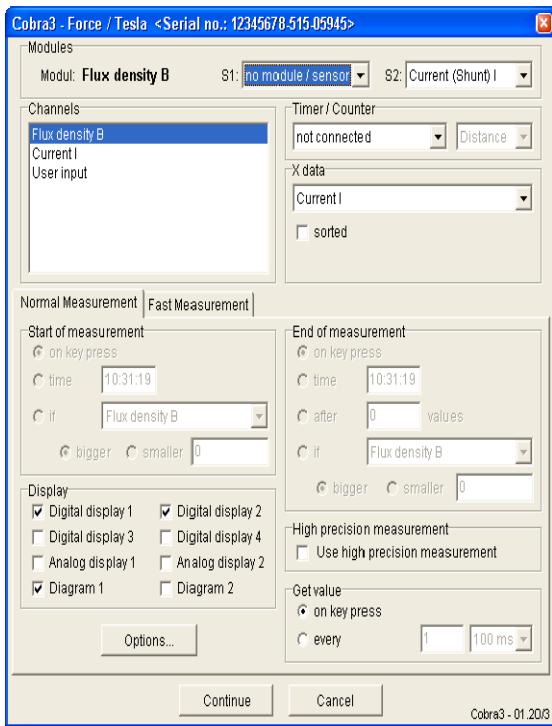 Cobra3 - Force / Tesla <Serial no.: 12345678-515-05945>
Modules
Modul: Flux density B S1: no module / sensor S2: Current (Shunt) I
Channels
Flux density B
Current I
User input
Timer / Counter
not connected Distance
X data
Current I
sorted
Normal Measurement Fast Measurement
Start of measurement
on key press
time 10:31:19
if Flux density B
bigger smaller 0
End of measurement
on key press
time 10:31:19
after 0 values
if Flux density B
bigger smaller 0
Display
Digital display 1 Digital display 2
Digital display 3 Digital display 4
Analog display 1 Analog display 2
Diagram 1 Diagram 2
Options...
High precision measurement
Use high precision measurement
Get value
on key press
every 1 100 ms
Continue Cancel
Cobra3 - 01.20/3